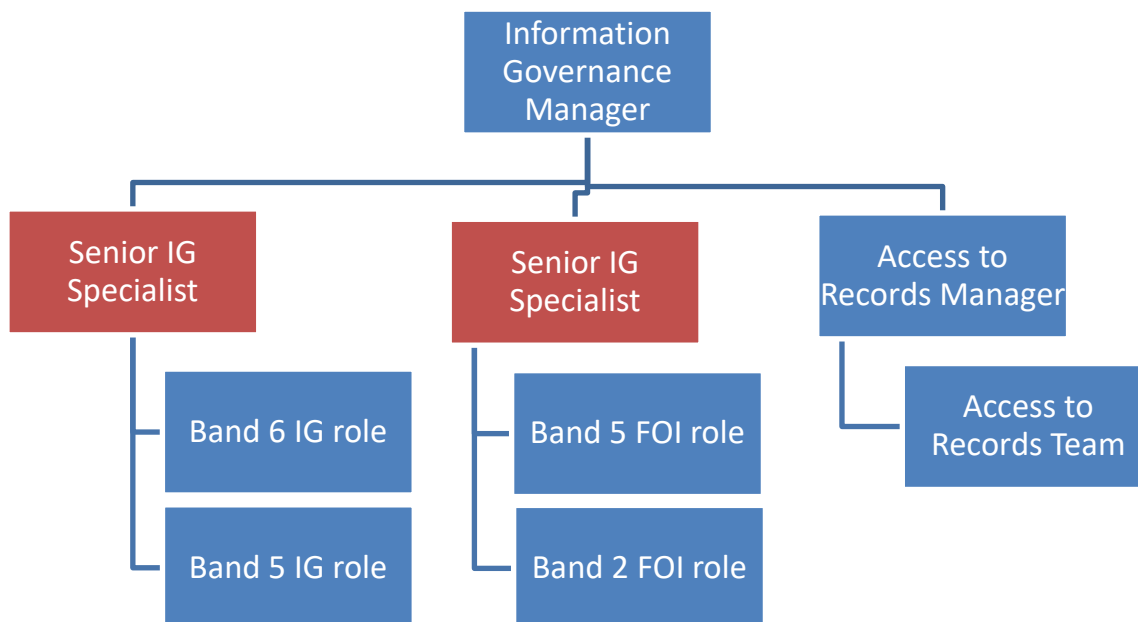 Information
Governance
Manager
Senior IG
Specialist
Senior IG
Specialist
Access to
Records Manager
Band 6 IG role
Band 5 FOI role
Access to
Records Team
Band 5 IG role
Band 2 FOI role